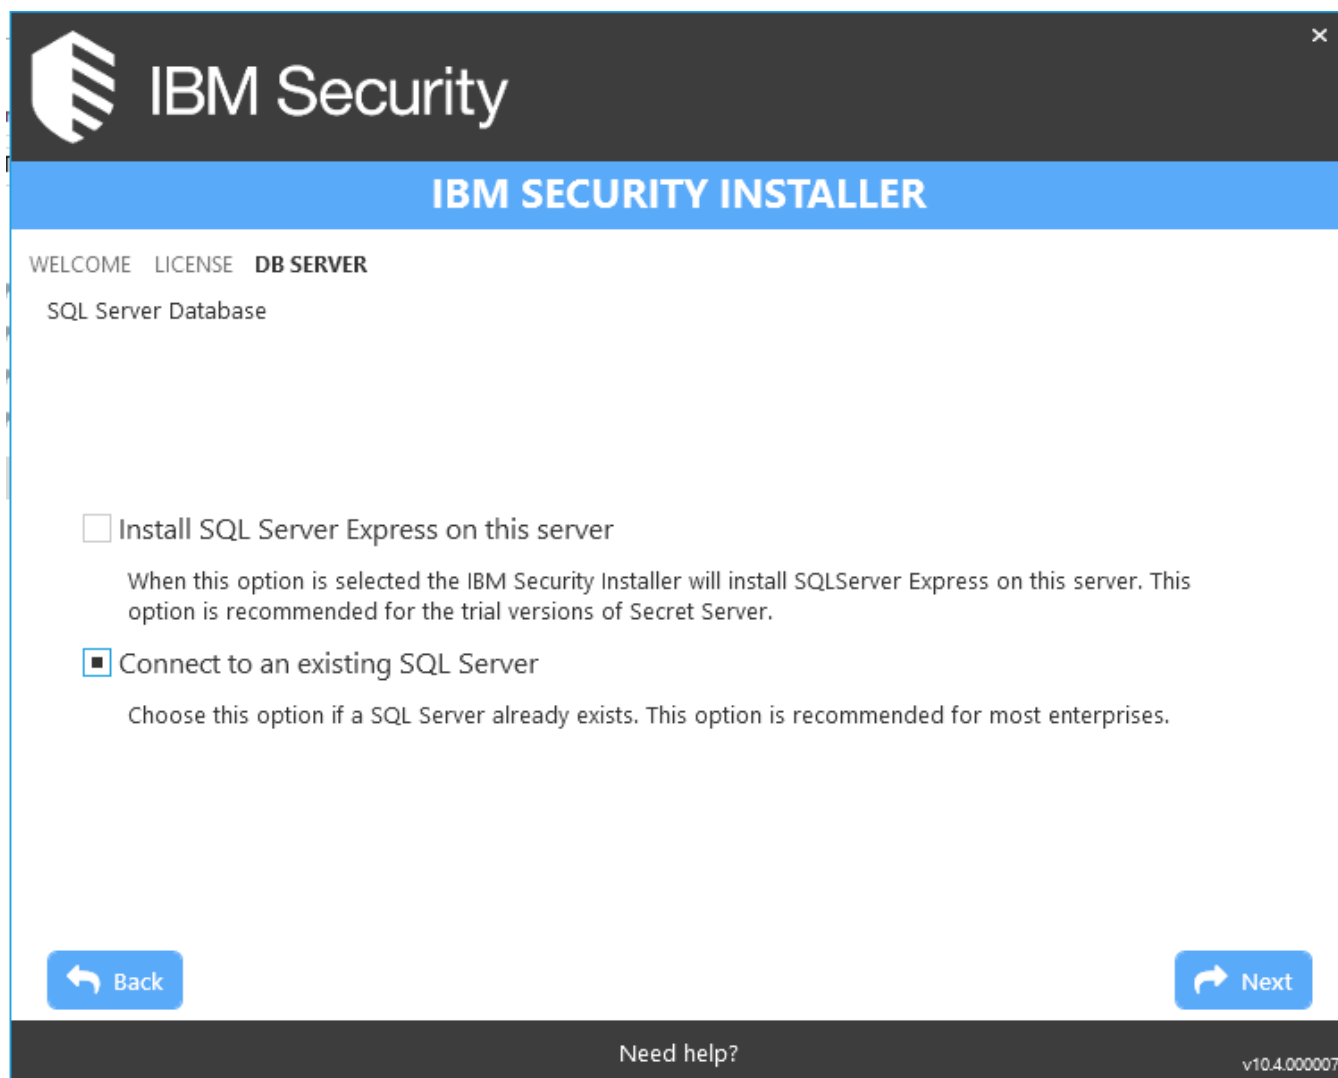 ×
IBM Security
IBM SECURITY INSTALLER
WELCOME LICENSE DB SERVER
SQL Server Database
Install SQL Server Express on this server
When this option is selected the IBM Security Installer will install SQLServer Express on this server. This
option is recommended for the trial versions of Secret Server.
Connect to an existing SQL Server
Choose this option if a SQL Server already exists. This option is recommended for most enterprises.
Back Next
Need help?
v10.4.000007